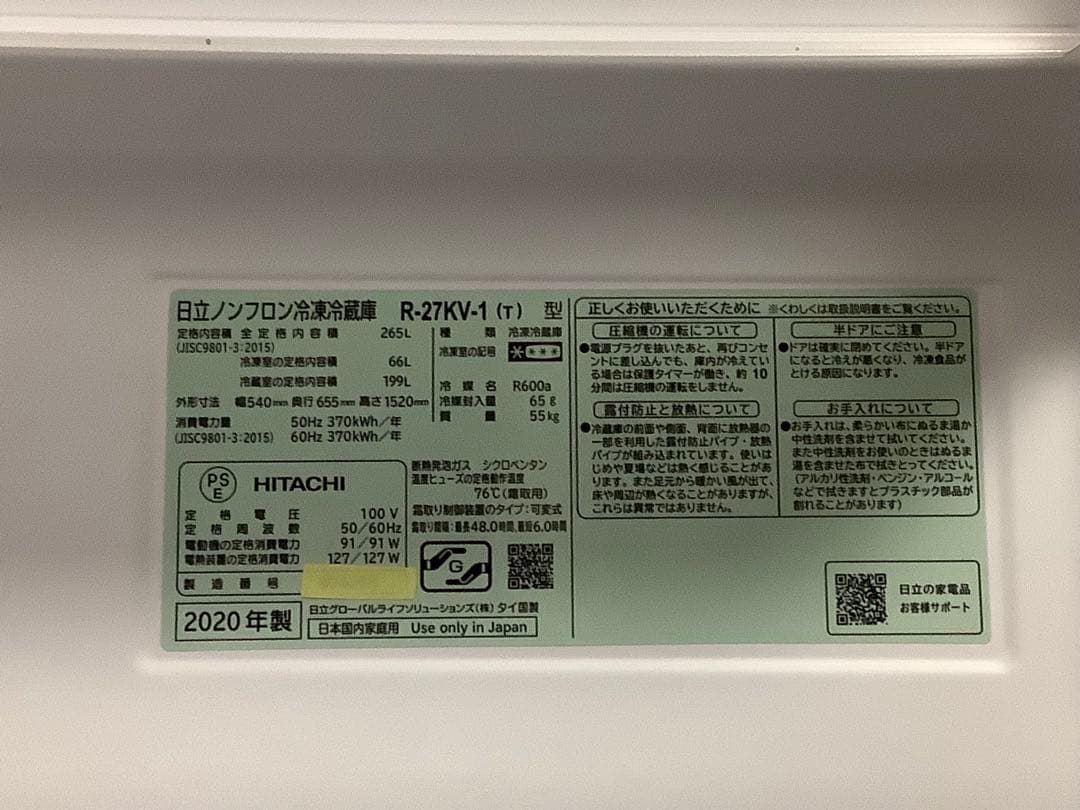 日立ノンフロン冷凍冷蔵庫 R-27KV-1 (T) 型
定格内容積 全定格内容積 265L
(JISC9801-3:2015)
冷凍室の定格内容積 66L
冷蔵室の定格内容積 199L
外形寸法 幅540mm 奥行655mm 高さ1520mm
消費電力量 50Hz 370kWh/年
(JISC9801-3:2015) 60Hz 370kWh/年
種類 冷凍冷蔵庫
冷凍室の記号
冷媒名 R600a
冷媒封入量 65g
質量 55kg
PS
E
HITACHI
定格電圧 100V
定格周波数 50/60Hz
電動機の定格消費電力 91/91W
電熱装置の定格消費電力 127/127W
製造番号
断熱発泡ガス シクロペンタン
温度ヒューズの定格動作温度
76℃(霜取用)
霜取り制御装置のタイプ:可変式
霜取り間隔:最長48.0時間、最短6.0時間
G
2020年製
日立グローバルライフソリューションズ(株) タイ国製
日本国内家庭用 Use only in Japan
正しくお使いいただくために ※くわしくは取扱説明書をご覧ください。
圧縮機の運転について
●電源プラグを抜いたあと、再びコンセ
ントに差し込んでも、庫内が冷えてい
る場合は保護タイマーが働き、約10
分間は圧縮機の運転をしません。
露付防止と放熱について
●冷蔵庫の前面や側面、背面に放熱器の
一部を利用した露付防止パイプ・放熱
パイプが組み込まれています。使いは
じめや夏場などは熱く感じることがあ
ります。また足元から暖かい風が出て、
床や周辺が熱くなることがありますが、
これらは異常ではありません。
半ドアにご注意
●ドアは確実に閉めてください。半ドア
になると冷えが悪くなり、冷凍食品が
とける原因になります。
お手入れについて
●お手入れは、柔らかい布にぬるま湯か
中性洗剤を含ませて拭いてください。
また中性洗剤をお使いのときはぬるま
湯を含ませた布で拭きとってください。
(アルカリ性洗剤・ベンジン・アルコール
などで拭きますとプラスチック部品が
割れることがあります)
日立の家電品
お客様サポート